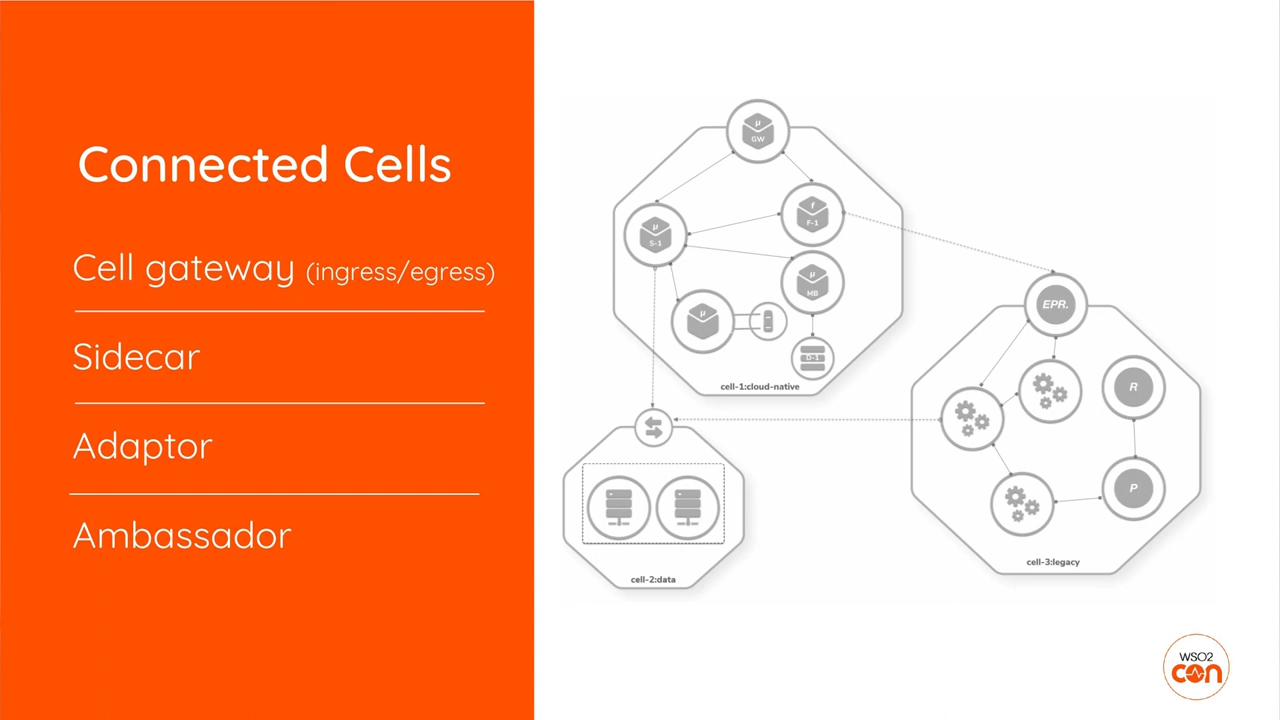 Connected Cells
Cell gateway (ingress/egress)
Sidecar
Adaptor
Ambassador
µ
GW
µ
S-1
f
F-1
µ
MB
µ
D-1
cell-1:cloud-native
EPR.
R
P
cell-2:data
cell-3:legacy
WSO2
con